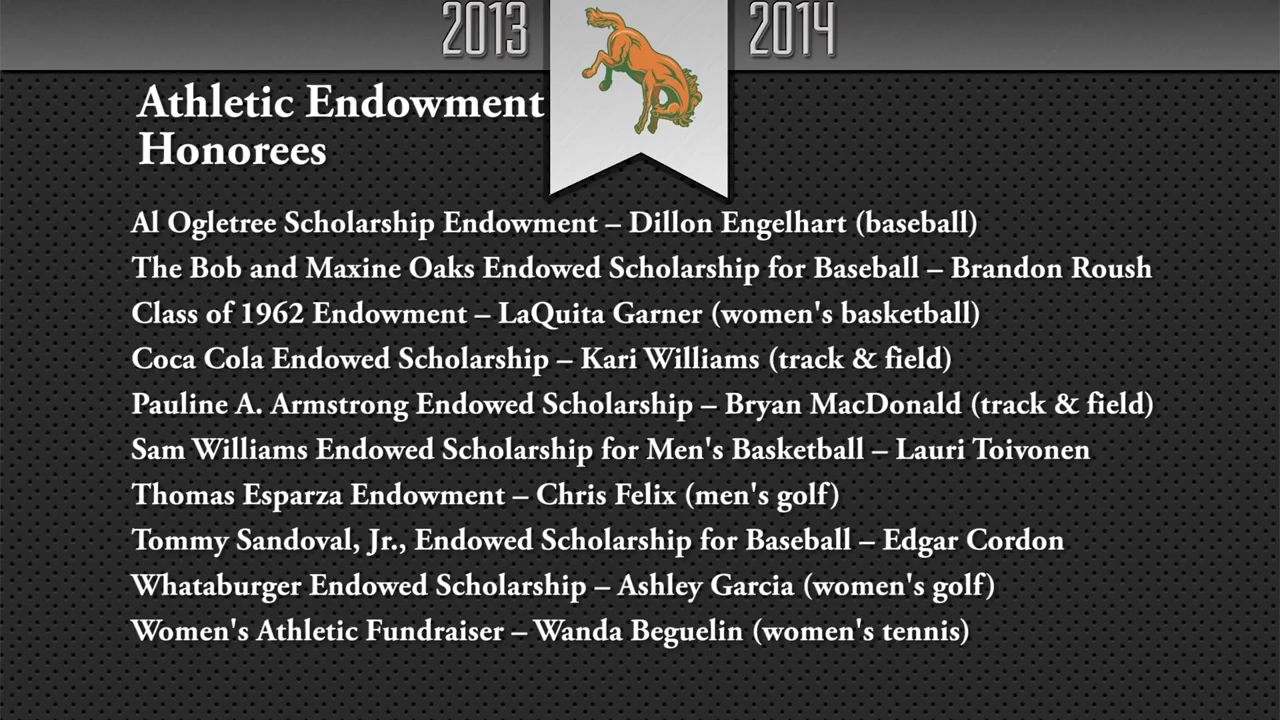 2013 2014
Athletic Endowment
Honorees
Al Ogletree Scholarship Endowment – Dillon Engelhart (baseball)
The Bob and Maxine Oaks Endowed Scholarship for Baseball – Brandon Roush
Class of 1962 Endowment – LaQuita Garner (women's basketball)
Coca Cola Endowed Scholarship – Kari Williams (track & field)
Pauline A. Armstrong Endowed Scholarship – Bryan MacDonald (track & field)
Sam Williams Endowed Scholarship for Men's Basketball – Lauri Toivonen
Thomas Esparza Endowment – Chris Felix (men's golf)
Tommy Sandoval, Jr., Endowed Scholarship for Baseball – Edgar Cordon
Whataburger Endowed Scholarship – Ashley Garcia (women's golf)
Women's Athletic Fundraiser – Wanda Beguelin (women's tennis)